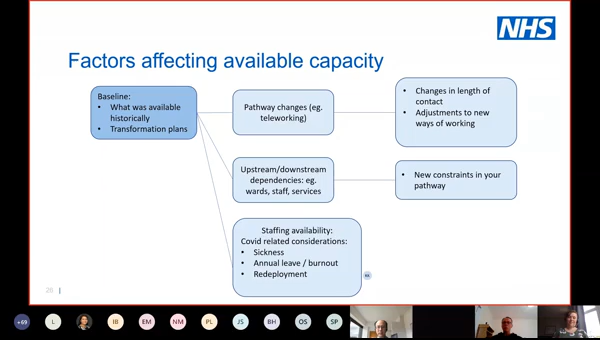 NHS
Factors affecting available capacity
Baseline:
• What was available
historically
• Transformation plans
Pathway changes (eg.
teleworking)
• Changes in length of
contact
• Adjustments to new
ways of working
Upstream/downstream
dependencies: eg.
wards, staff, services
• New constraints in your
pathway
Staffing availability:
Covid related considerations:
• Sickness
• Annual leave / burnout
• Redeployment
+69
L
IB
EM
NM
PL
JS
BH
OS
SP